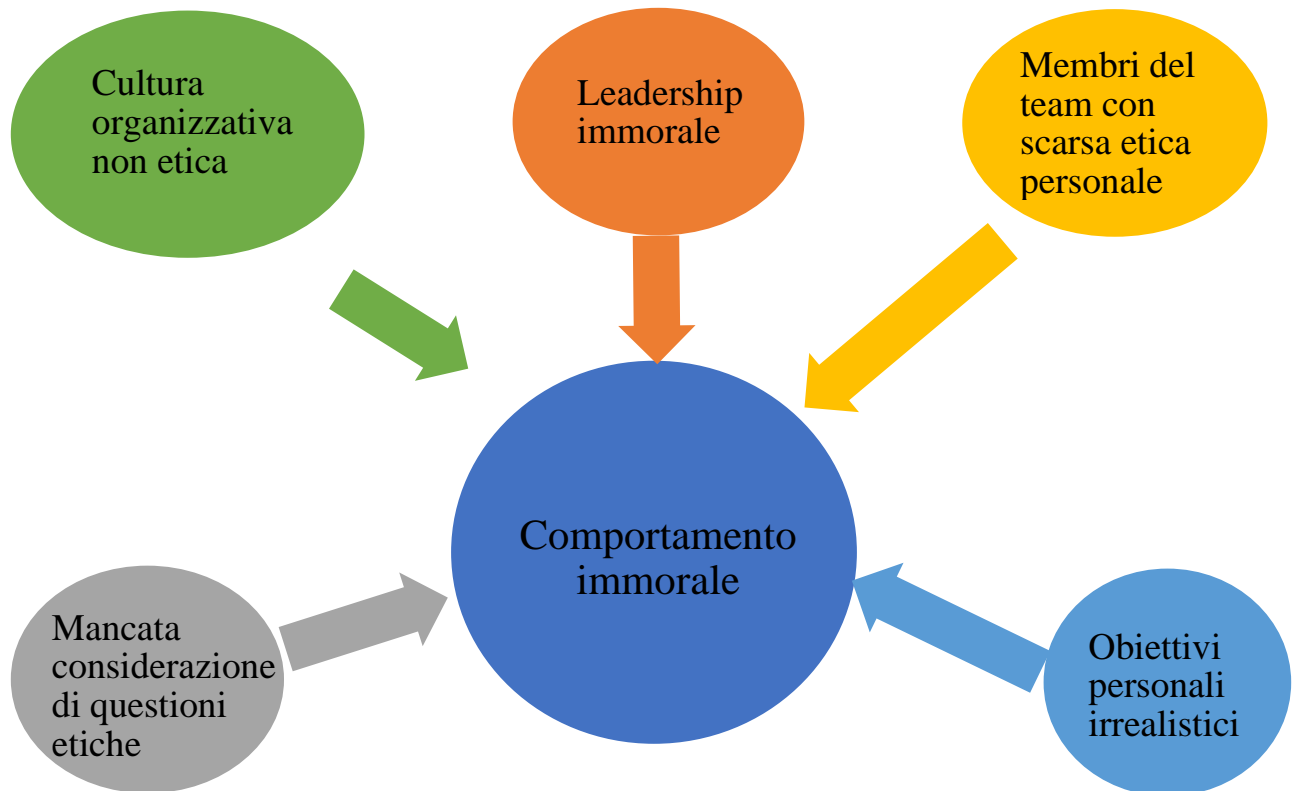 Cultura
organizzativa
non etica
Leadership
immorale
Membri del
team con
scarsa etica
personale
Comportamento
immorale
Mancata
considerazione
di questioni
etiche
Obiettivi
personali
irrealistici